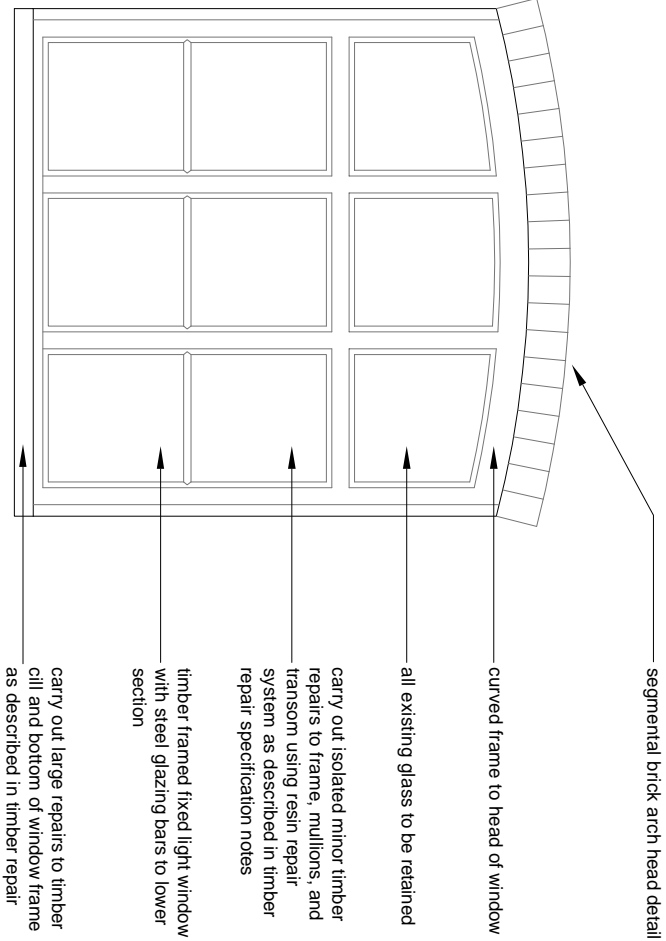 segmental brick arch head detail
curved frame to head of window
all existing glass to be retained
carry out isolated minor timber
repairs to frame, mullions, and
transom using resin repair
system as described in timber
repair specification notes
timber framed fixed light window
with steel glazing bars to lower
section
carry out large repairs to timber
cill and bottom of window frame
as described in timber repair